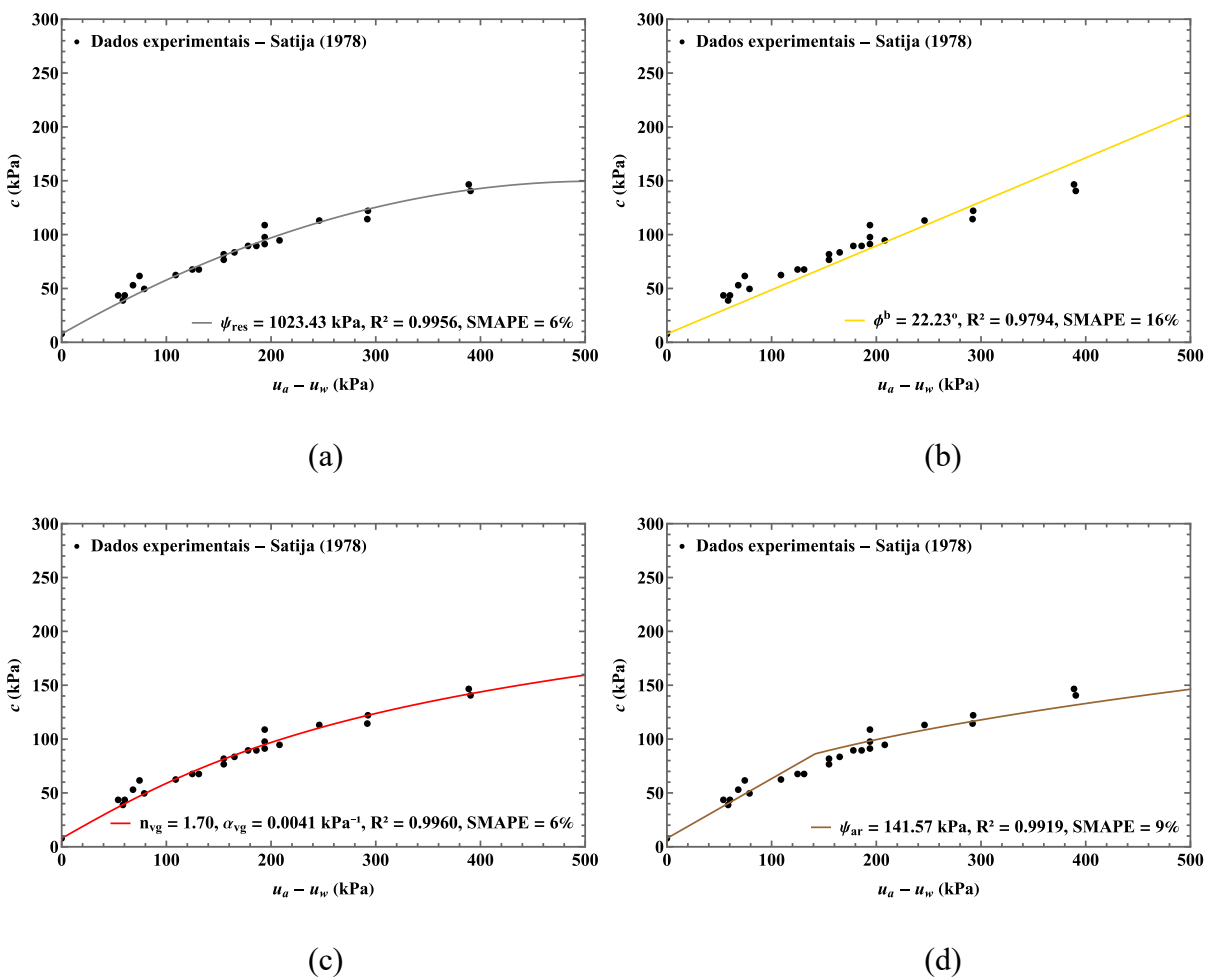 300
250
200
150
100
50
0
c (kPa)
• Dados experimentais – Satija (1978)
ψres = 1023.43 kPa, R² = 0.9956, SMAPE = 6%
0 100 200 300 400 500
ua – uw (kPa)
(a)
300
250
200
150
100
50
0
c (kPa)
• Dados experimentais – Satija (1978)
ϕb = 22.23º, R² = 0.9794, SMAPE = 16%
0 100 200 300 400 500
ua – uw (kPa)
(b)
300
250
200
150
100
50
0
c (kPa)
• Dados experimentais – Satija (1978)
nvg = 1.70, αvg = 0.0041 kPa⁻¹, R² = 0.9960, SMAPE = 6%
0 100 200 300 400 500
ua – uw (kPa)
(c)
300
250
200
150
100
50
0
c (kPa)
• Dados experimentais – Satija (1978)
ψar = 141.57 kPa, R² = 0.9919, SMAPE = 9%
0 100 200 300 400 500
ua – uw (kPa)
(d)